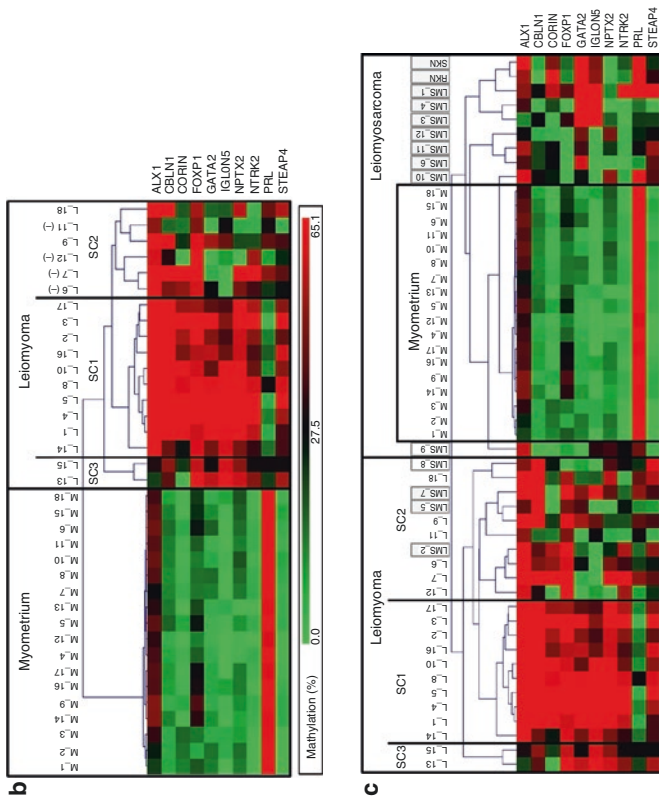 b
Myometrium
Leiomyoma
SC3
SC1
SC2
M_1
M_2
M_3
M_14
M_9
M_16
M_17
M_4
M_12
M_5
M_13
M_7
M_8
M_10
M_11
M_6
M_15
M_18
L_13
L_15
L_14
L_1
L_4
L_5
L_8
L_10
L_16
L_2
L_3
L_17
L_6 (–)
L_7 (–)
L_12 (–)
L_9
L_11 (–)
L_18
ALX1
CBLN1
CORIN
FOXP1
GATA2
IGLON5
NPTX2
NTRK2
PRL
STEAP4
Mathylation (%)
0.0
27.5
65.1
c
Leiomyoma
SC3
SC1
SC2
Myometrium
Leiomyosarcoma
L_13
L_15
L_14
L_1
L_4
L_5
L_8
L_10
L_16
L_2
L_3
L_17
L_12
L_7
L_6
LMS_2
L_11
L_9
LMS_5
LMS_7
L_18
LMS_8
LMS_9
M_1
M_2
M_3
M_14
M_9
M_16
M_17
M_4
M_12
M_5
M_13
M_7
M_8
M_10
M_11
M_6
M_15
M_18
LMS_10
LMS_6
LMS_11
LMS_12
LMS_3
LMS_4
LMS_1
RKN
SKN
ALX1
CBLN1
CORIN
FOXP1
GATA2
IGLON5
NPTX2
NTRK2
PRL
STEAP4